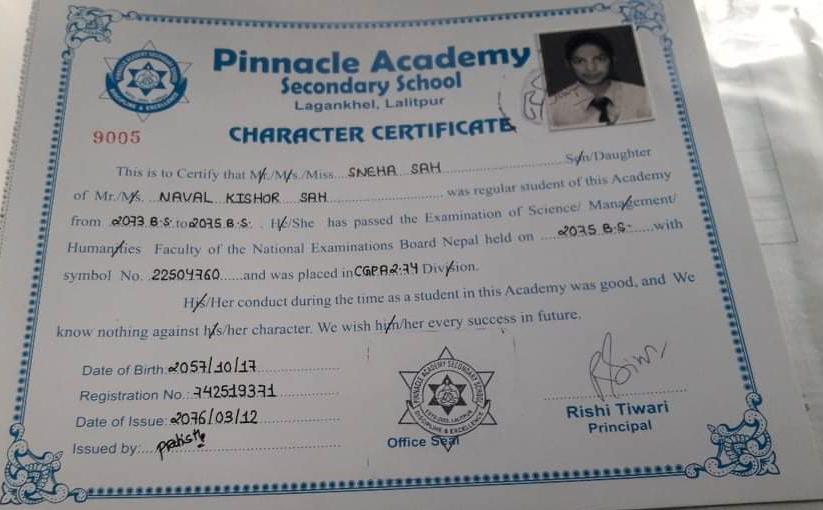 Pinnacle Academy
Secondary School
Lagankhel, Lalitpur
9005
CHARACTER CERTIFICATE
This is to Certify that Mr./M/s./Miss...SNEHA SAH...Son/Daughter
of Mr./Ms. NAVAL KISHOR SAH...was regular student of this Academy
from 2073 B.S. to 2075 B.S. . He/She has passed the Examination of Science/ Management/
Humanities Faculty of the National Examinations Board Nepal held on ...2075 B.S....with
symbol No. 22504760......and was placed in CGPA 2.74 Division.
His/Her conduct during the time as a student in this Academy was good, and We
know nothing against his/her character. We wish him/her every success in future.
Date of Birth: 2057/10/17
Registration No.: 742519371
Date of Issue: 2076/03/12
Issued by:
PINNACLE ACADEMY SECONDARY SCHOOL
DISCIPLINE & EXCELLENCE
Office Seal
Rishi Tiwari
Principal